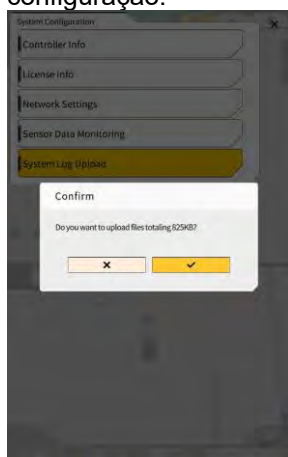 configuração.
System Configuration
Controller Info
License Info
Network Settings
Sensor Data Monitoring
System Log Upload
Confirm
Do you want to upload files totaling 825KB?